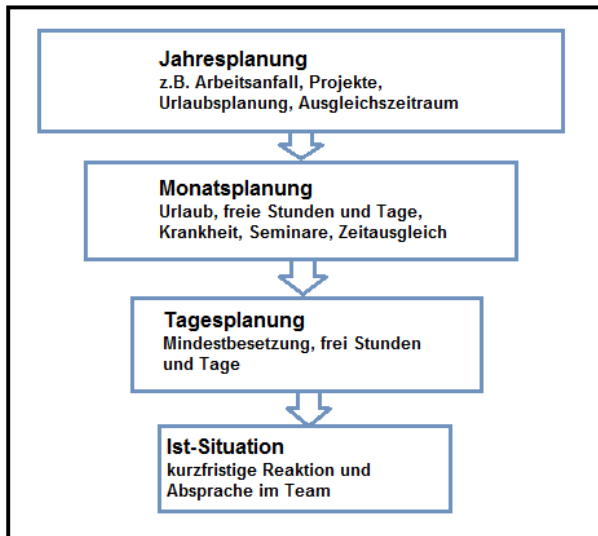 Jahresplanung
z.B. Arbeitsanfall, Projekte,
Urlaubsplanung, Ausgleichszeitraum
Monatsplanung
Urlaub, freie Stunden und Tage,
Krankheit, Seminare, Zeitausgleich
Tagesplanung
Mindestbesetzung, frei Stunden
und Tage
Ist-Situation
kurzfristige Reaktion und
Absprache im Team